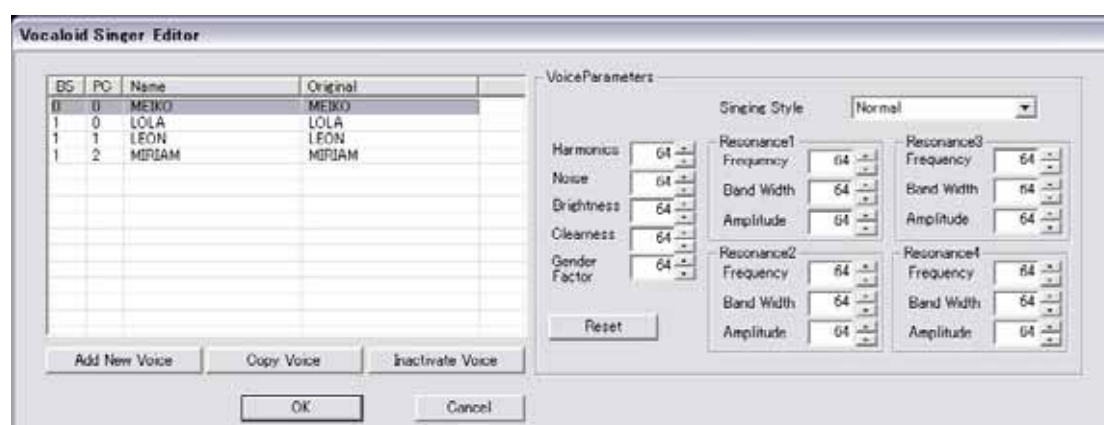 Vocaloid Singer Editor
BS PC Name Original
0 0 MEIKO MEIKO
1 0 LOLA LOLA
1 1 LEON LEON
1 2 MIRIAM MIRIAM
Add New Voice Copy Voice Inactivate Voice
OK Cancel
VoiceParameters
Singing Style Normal
Harmonics 64
Noise 64
Brightness 64
Clearness 64
Gender Factor 64
Reset
Resonance1
Frequency 64
Band Width 64
Amplitude 64
Resonance2
Frequency 64
Band Width 64
Amplitude 64
Resonance3
Frequency 64
Band Width 64
Amplitude 64
Resonance4
Frequency 64
Band Width 64
Amplitude 64